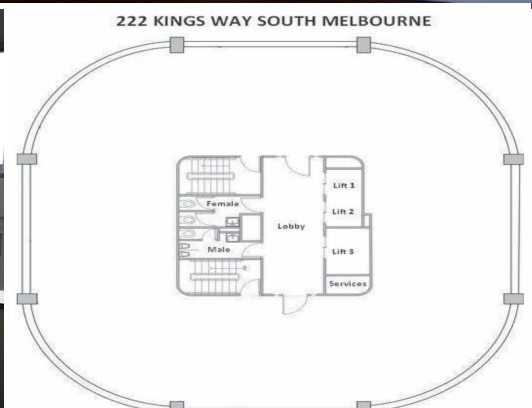 222 KINGS WAY SOUTH MELBOURNE
Lift 1
Female
Lift 2
Lobby
Male
Lift 3
Services